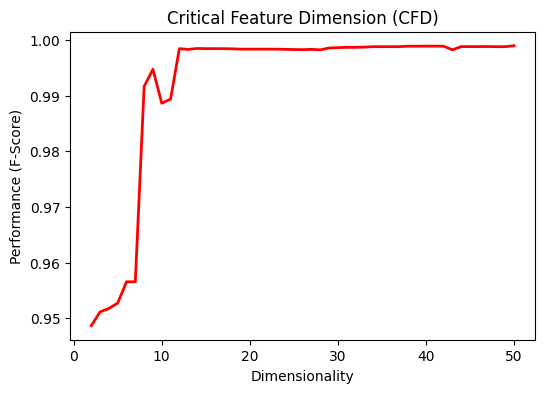 Critical Feature Dimension (CFD)
Performance (F-Score)
1.00
0.99
0.98
0.97
0.96
0.95
0 10 20 30 40 50
Dimensionality